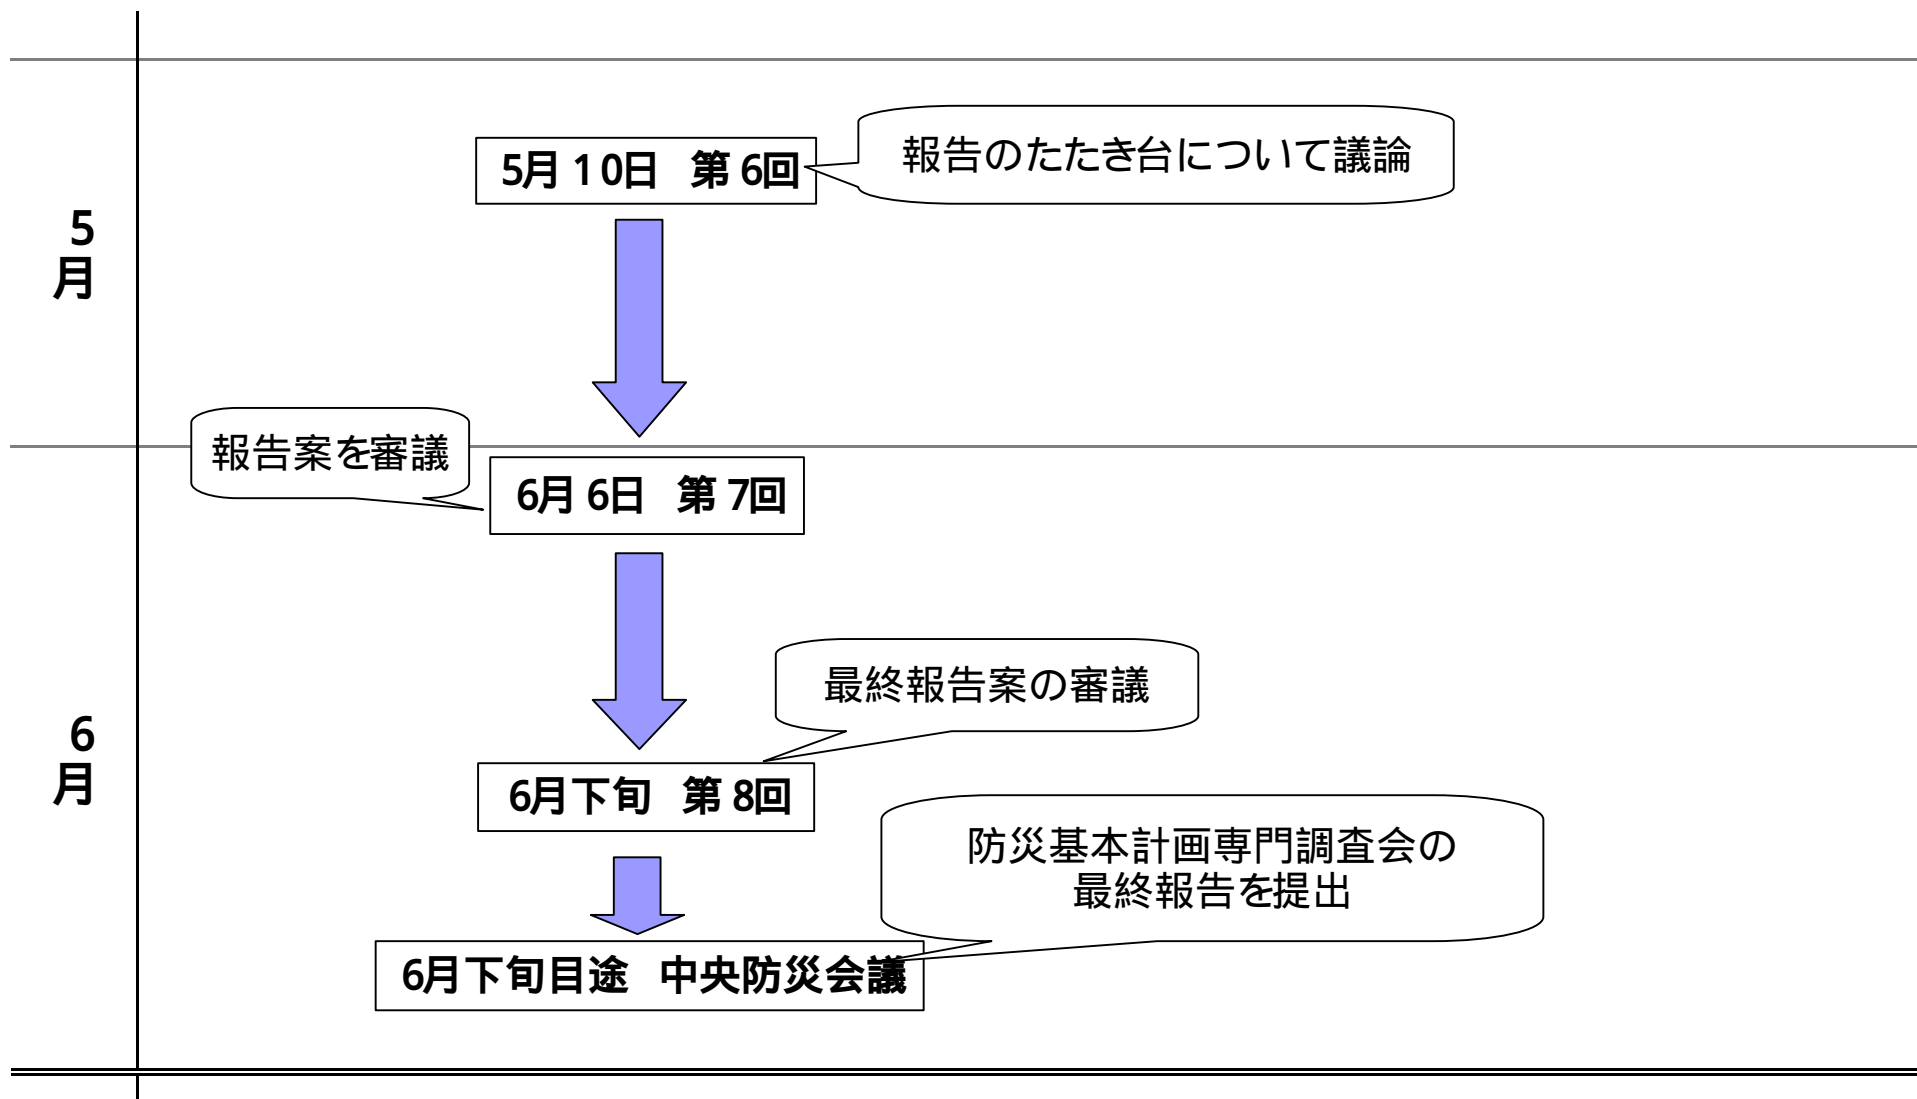 5月
5月10日 第6回
報告のたたき台について議論
6月
報告案を審議
6月6日 第7回
最終報告案の審議
6月下旬 第8回
防災基本計画専門調査会の
最終報告を提出
6月下旬目途 中央防災会議